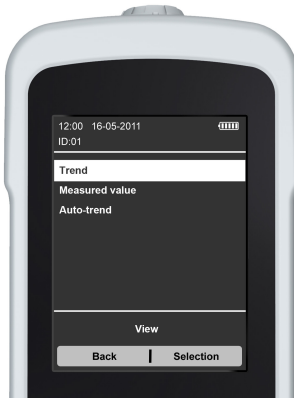 12:00 16-05-2011
ID:01
Trend
Measured value
Auto-trend
View
Back Selection